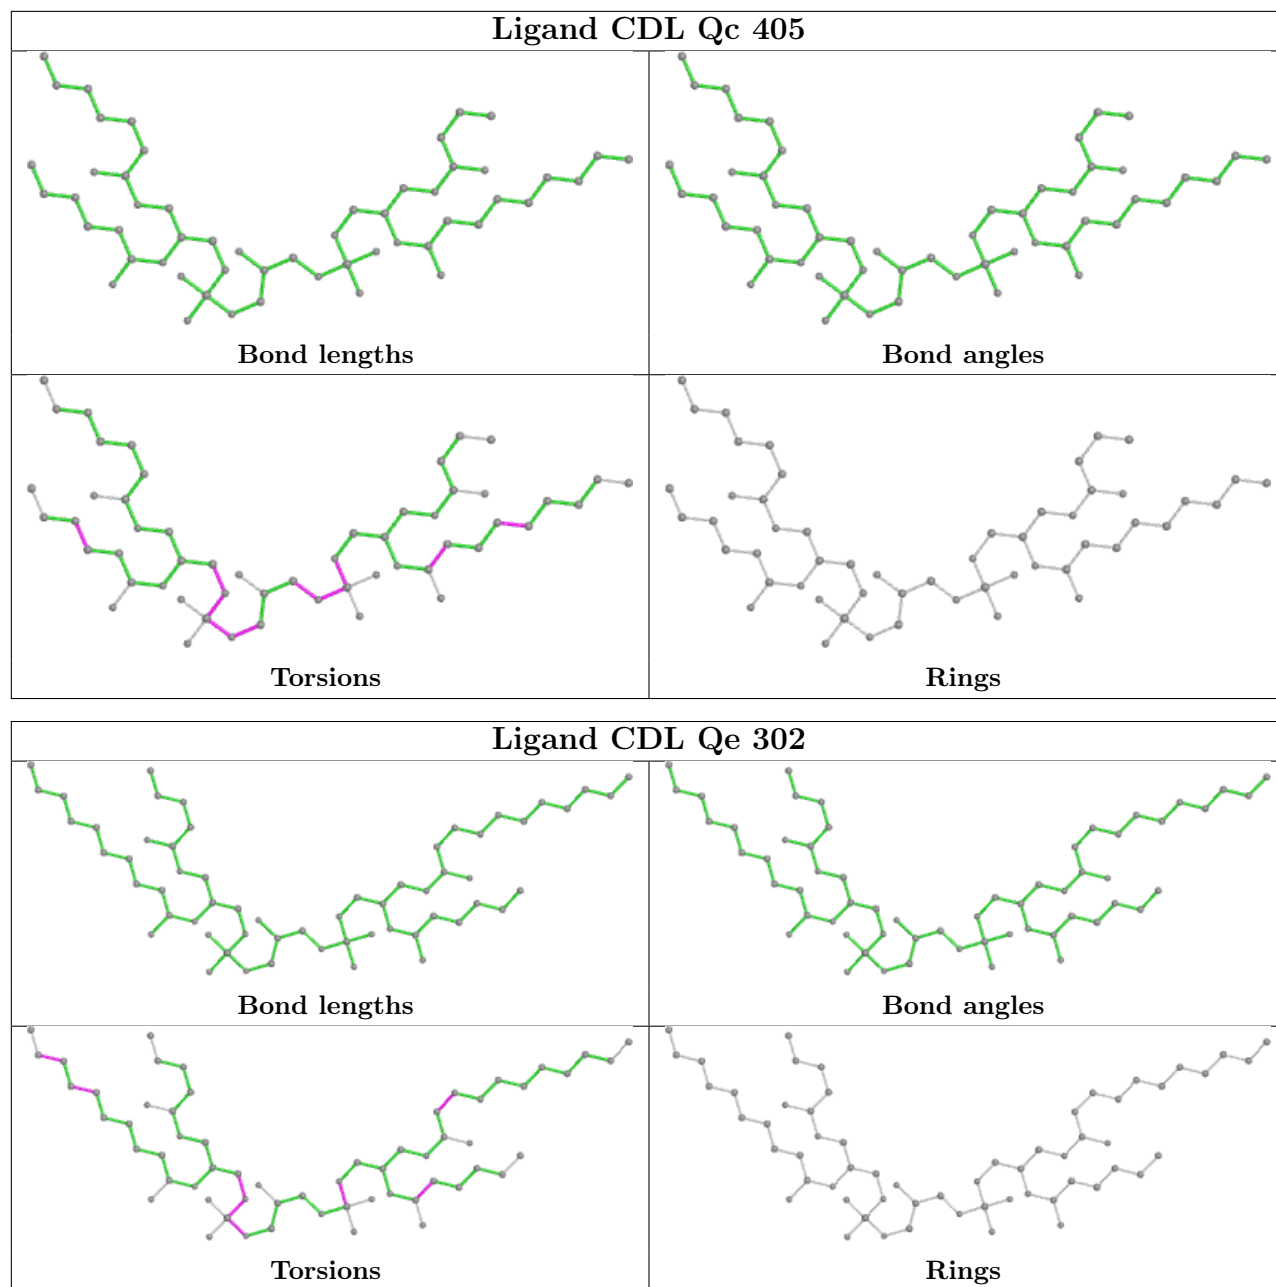 Ligand CDL Qc 405
Bond lengths
Bond angles
Torsions
Rings
Ligand CDL Qe 302
Bond lengths
Bond angles
Torsions
Rings